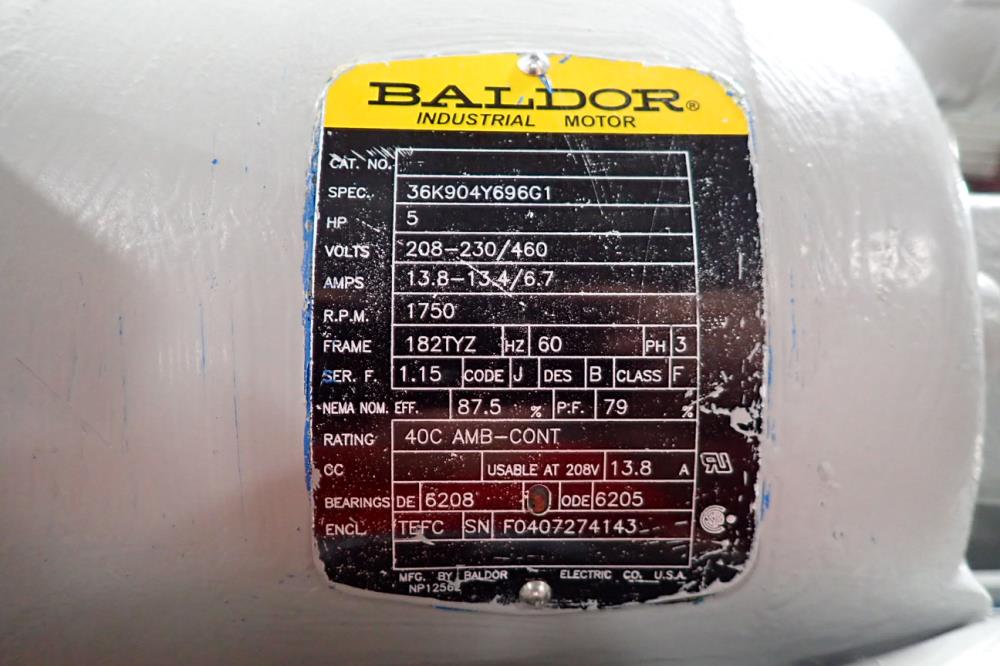 BALDOR®
INDUSTRIAL MOTOR
CAT. NO.
SPEC. 36K904Y696G1
HP 5
VOLTS 208-230/460
AMPS 13.8-13.4/6.7
R.P.M. 1750
FRAME 182TYZ HZ 60 PH 3
SER. F. 1.15 CODE J DES B CLASS F
NEMA NOM. EFF. 87.5 % P.F. 79 %
RATING 40C AMB-CONT
CC USABLE AT 208V 13.8 A
BEARINGS DE 6208 ODE 6205
ENCL. TEFC SN F0407274143
MFG. BY BALDOR ELECTRIC CO. U.S.A.